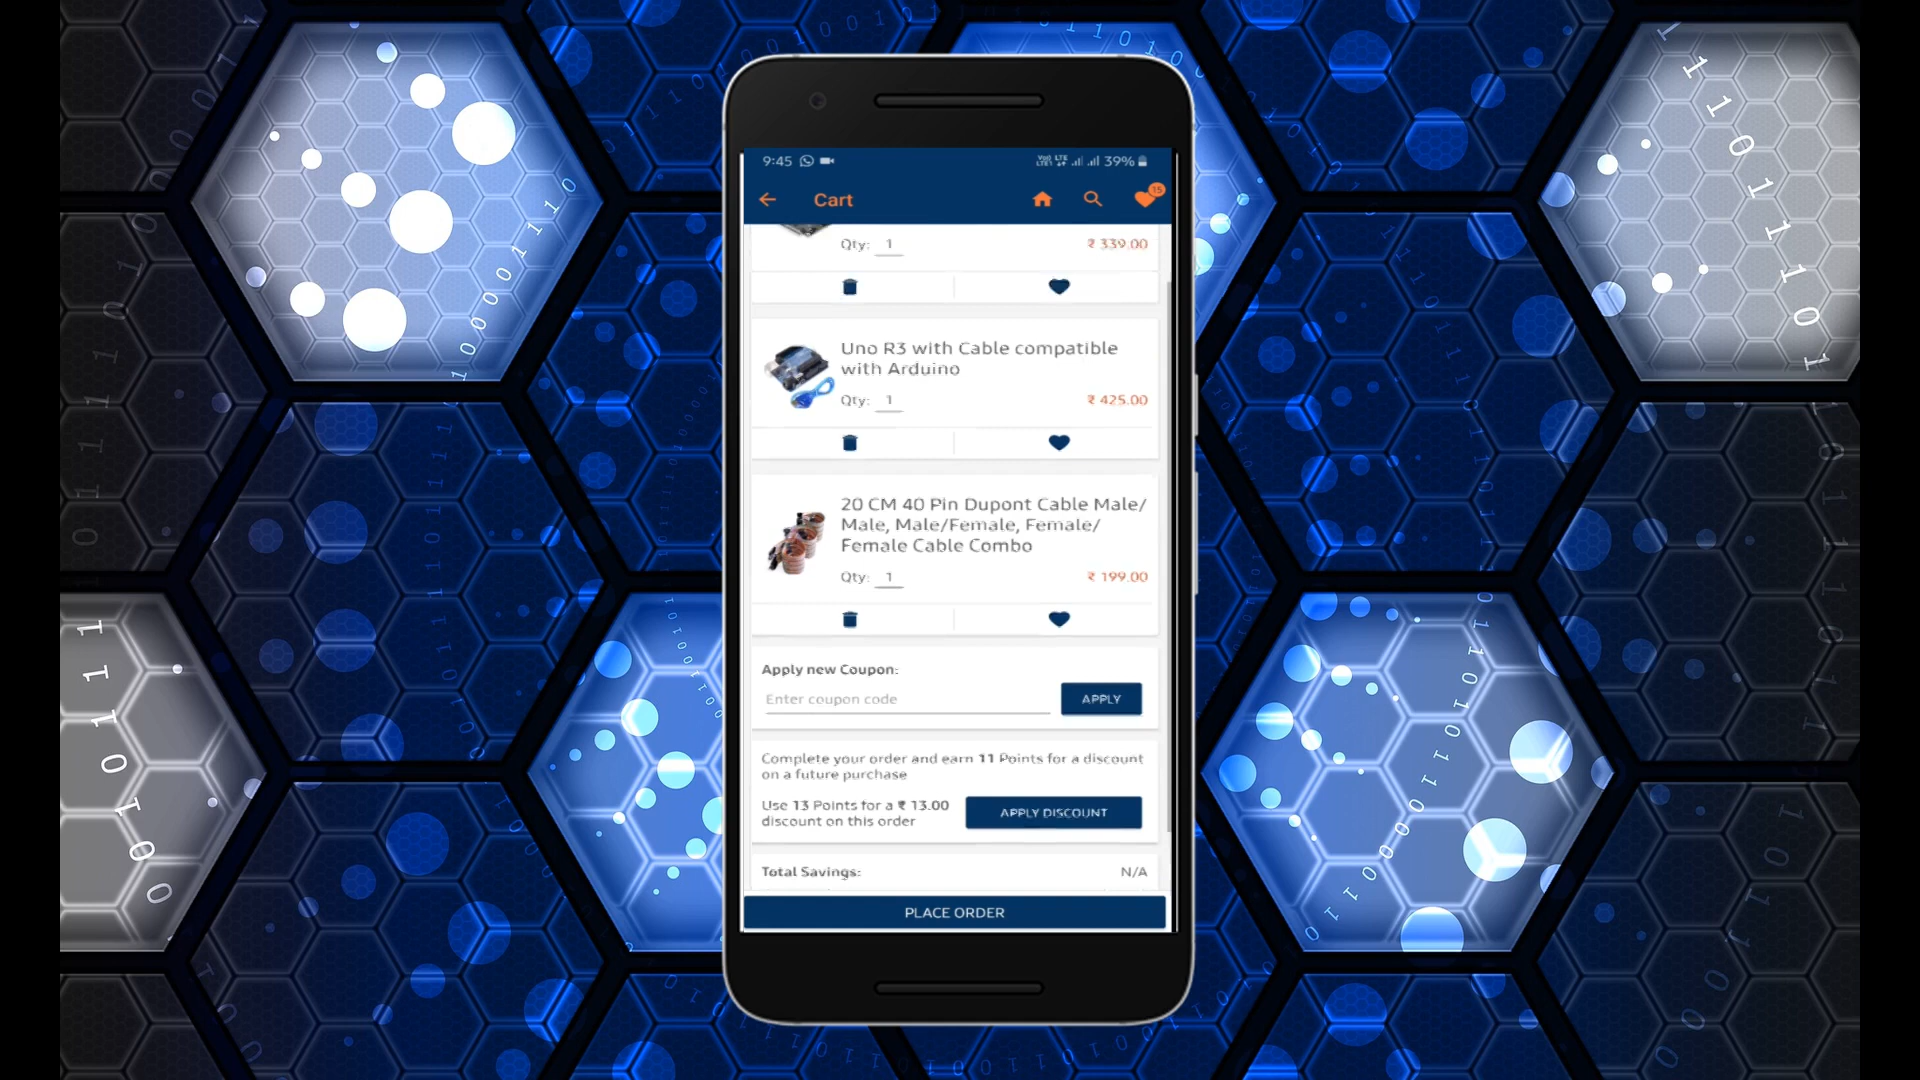 9:45 39%
Cart 15
Qty: 1 ₹ 339.00
Uno R3 with Cable compatible
with Arduino
Qty: 1 ₹ 425.00
20 CM 40 Pin Dupont Cable Male/
Male, Male/Female, Female/
Female Cable Combo
Qty: 1 ₹ 199.00
Apply new Coupon:
Enter coupon code APPLY
Complete your order and earn 11 Points for a discount
on a future purchase
Use 13 Points for a ₹ 13.00
discount on this order
APPLY DISCOUNT
Total Savings: N/A
PLACE ORDER